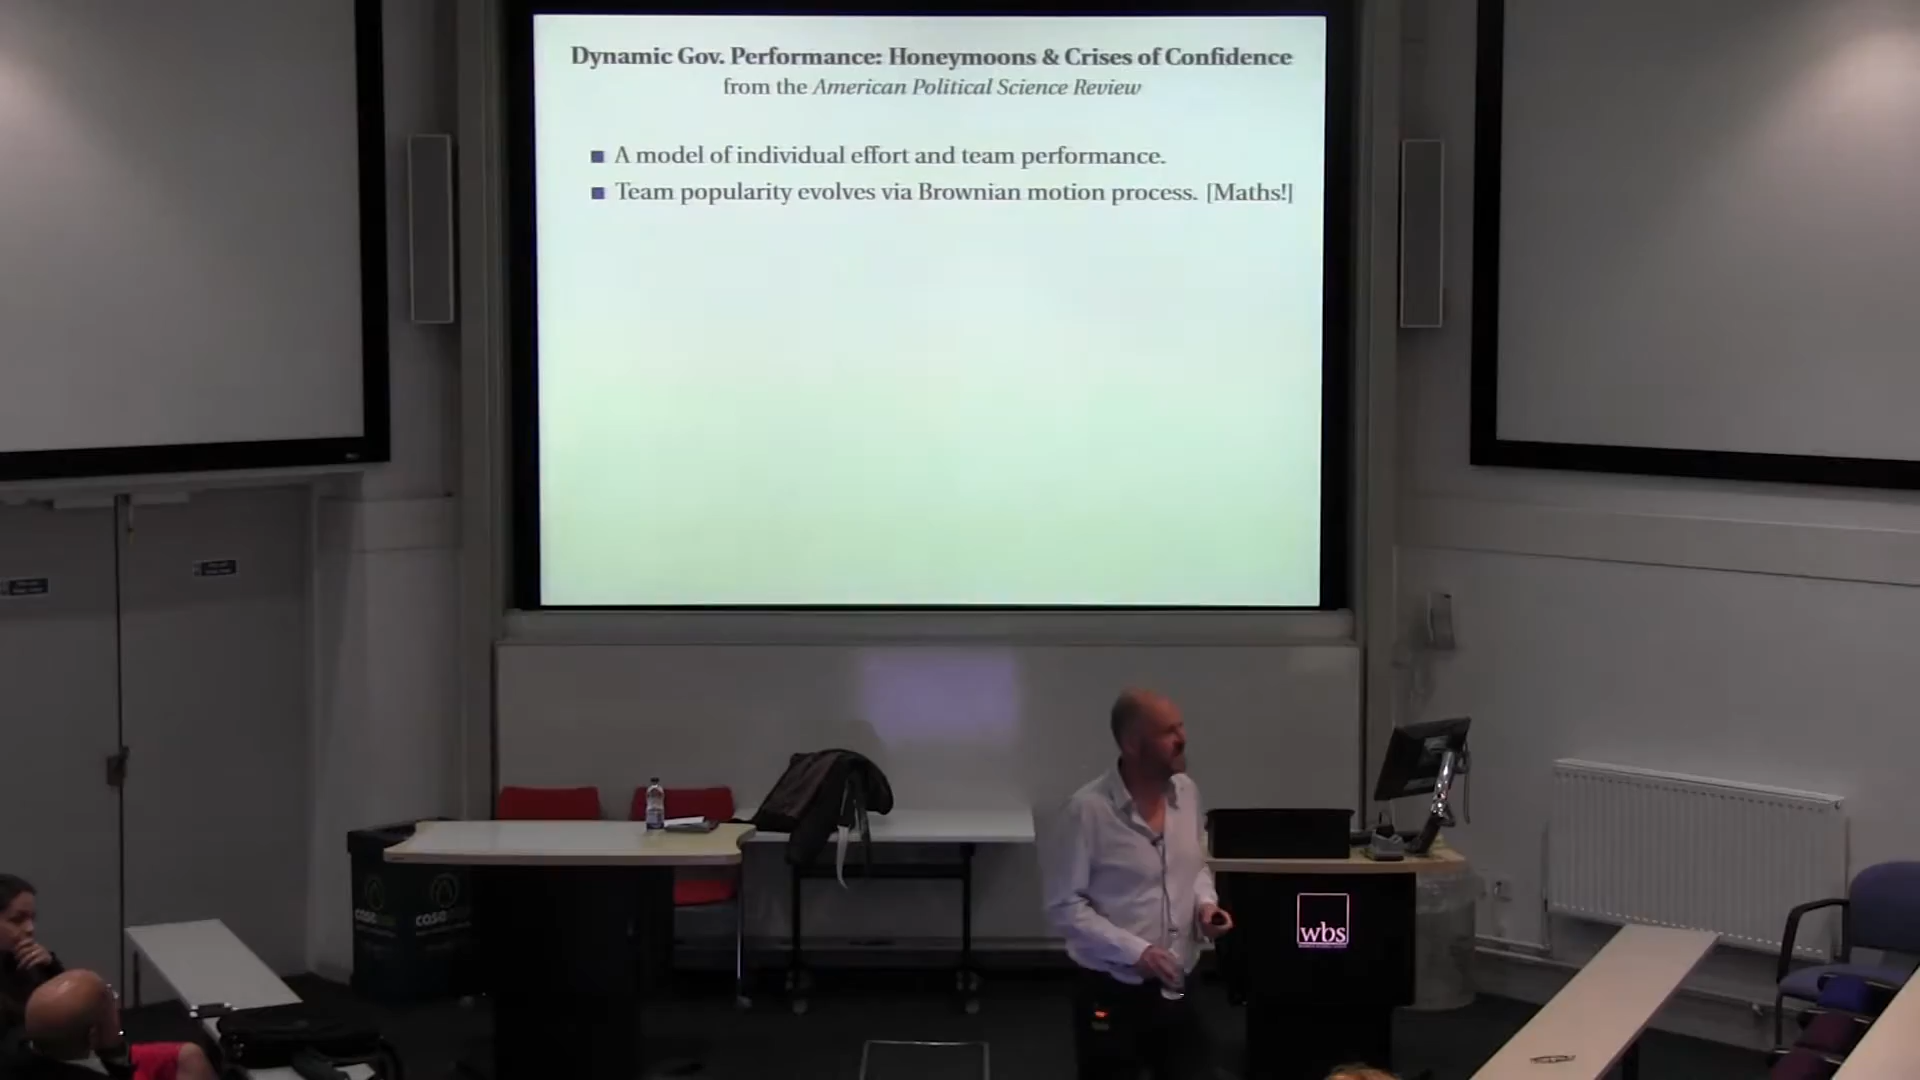 Dynamic Gov. Performance: Honeymoons & Crises of Confidence
from the American Political Science Review
A model of individual effort and team performance.
Team popularity evolves via Brownian motion process. [Maths!]
wbs